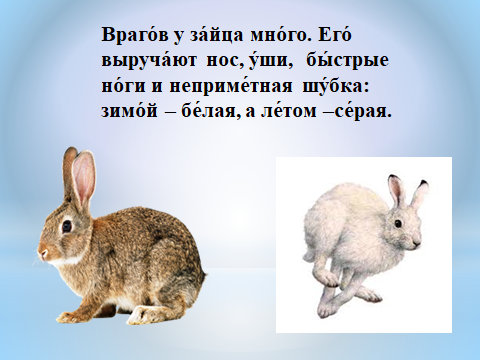 Враго́в у за́йца мно́го. Его́
выруча́ют нос, у́ши, бы́стрые
но́ги и неприме́тная шу́бка:
зимо́й – бе́лая, а ле́том –се́рая.